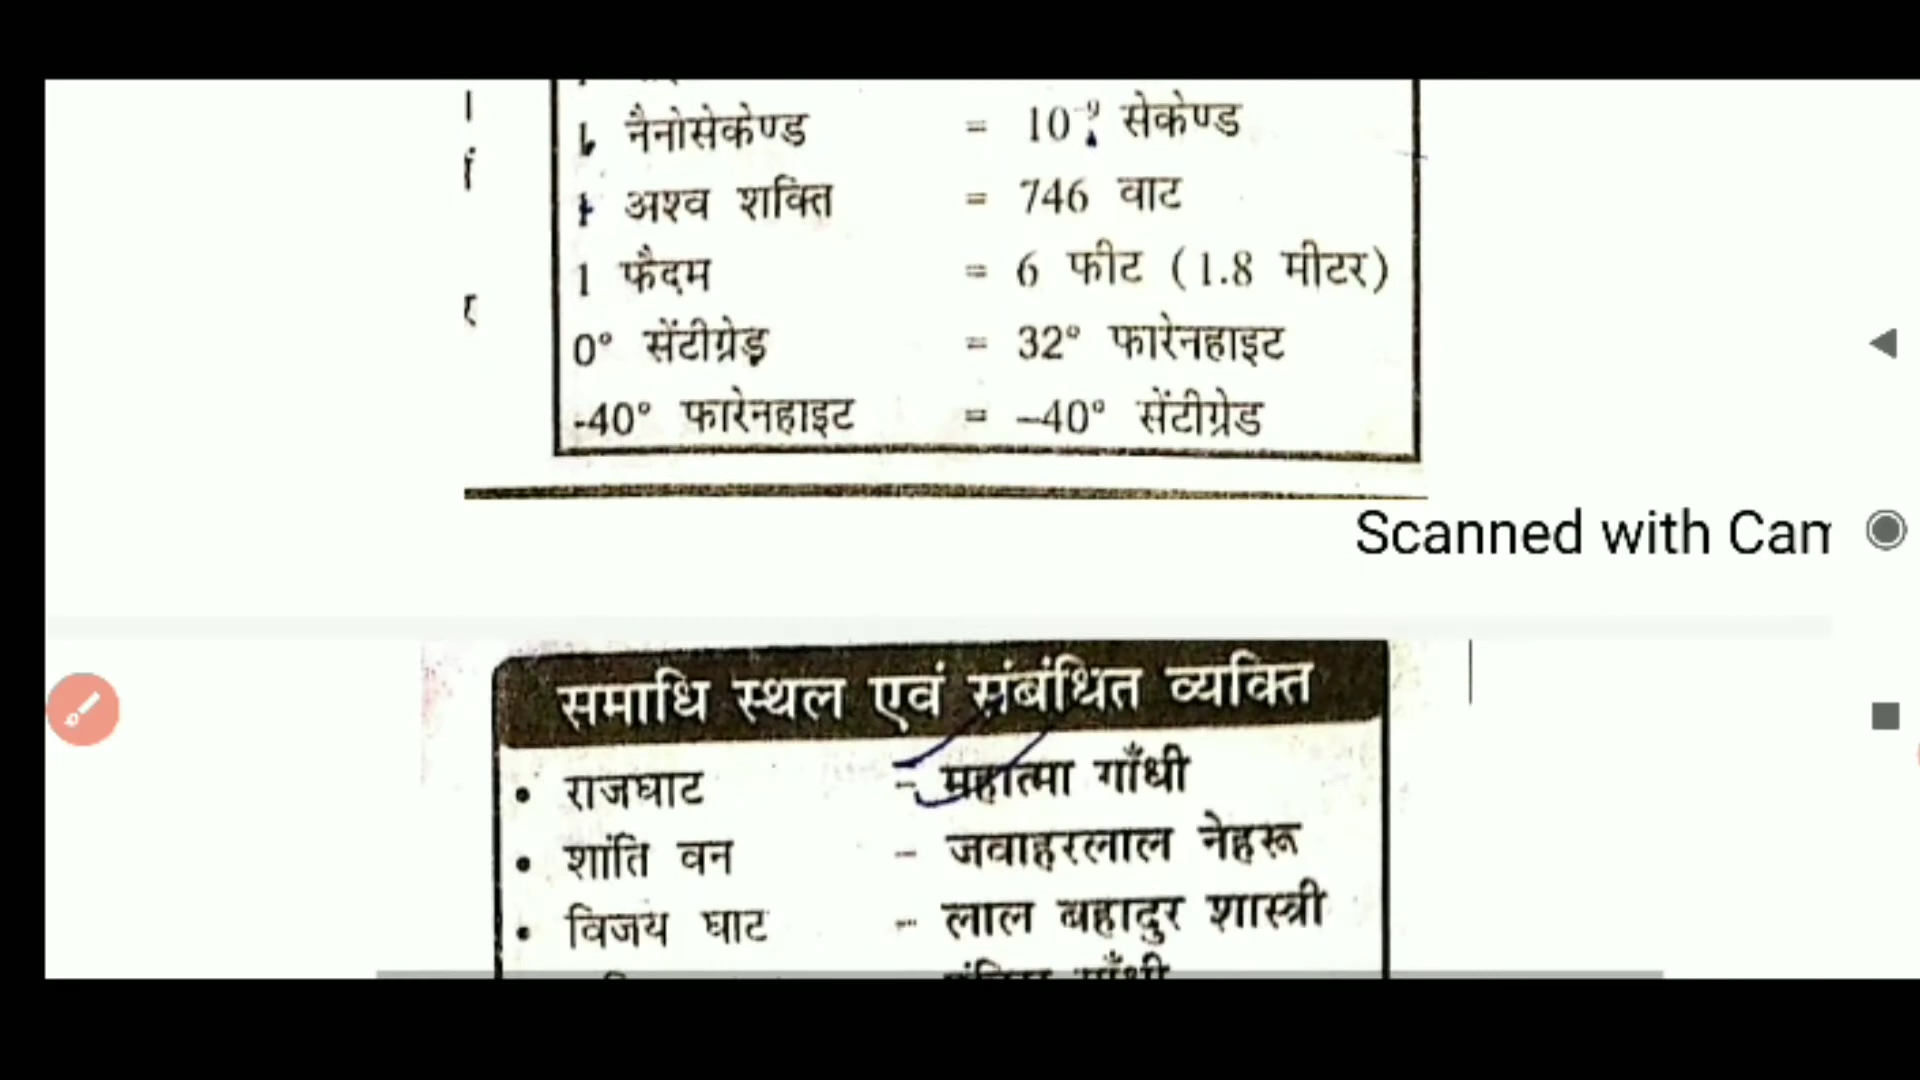 1 नैनोसेकेण्ड = 10⁻⁹ सेकेण्ड
1 अश्व शक्ति = 746 वाट
1 फैदम = 6 फीट (1.8 मीटर)
0° सेंटीग्रेड = 32° फारेनहाइट
-40° फारेनहाइट = –40° सेंटीग्रेड
Scanned with Cam
समाधि स्थल एवं संबंधित व्यक्ति
• राजघाट – महात्मा गाँधी
• शांति वन – जवाहरलाल नेहरू
• विजय घाट – लाल बहादुर शास्त्री